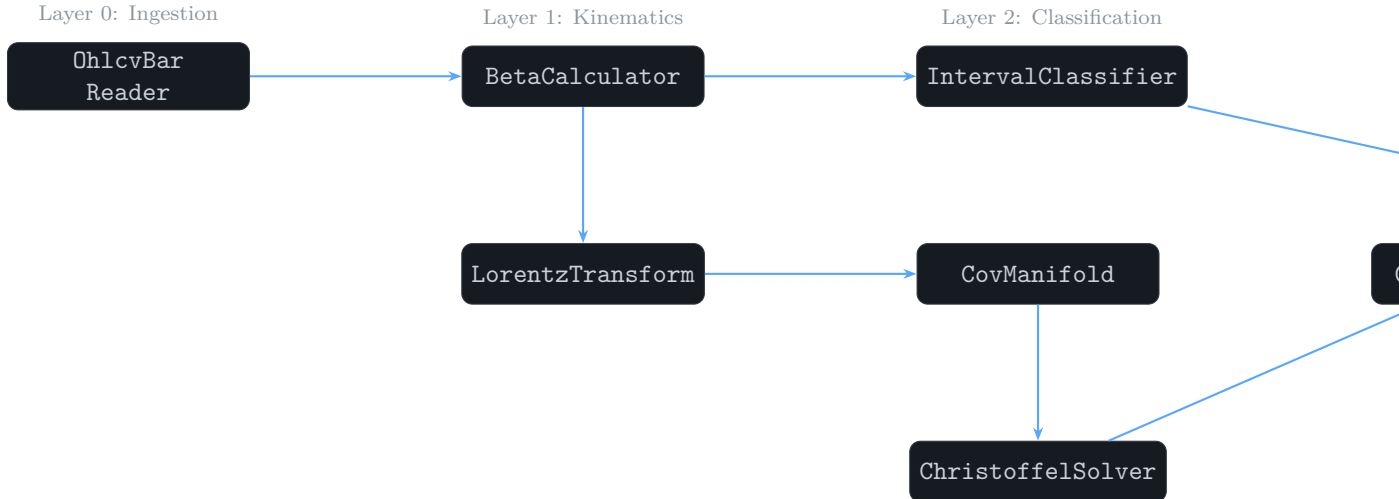 Layer 0: Ingestion
Layer 1: Kinematics
Layer 2: Classification
OhlcvBar
Reader
BetaCalculator
IntervalClassifier
LorentzTransform
CovManifold
ChristoffelSolver